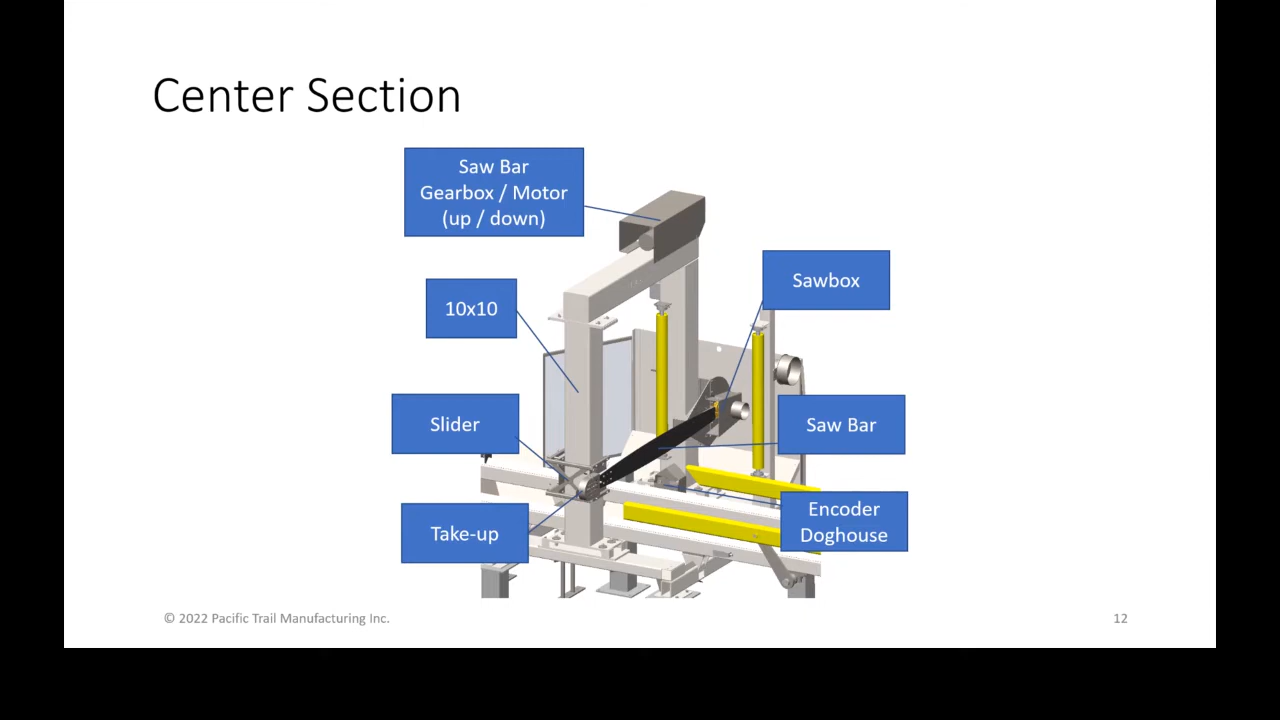 Center Section
Saw Bar
Gearbox / Motor
(up / down)
Sawbox
10x10
Slider
Saw Bar
Encoder
Doghouse
Take-up
© 2022 Pacific Trail Manufacturing Inc.
12